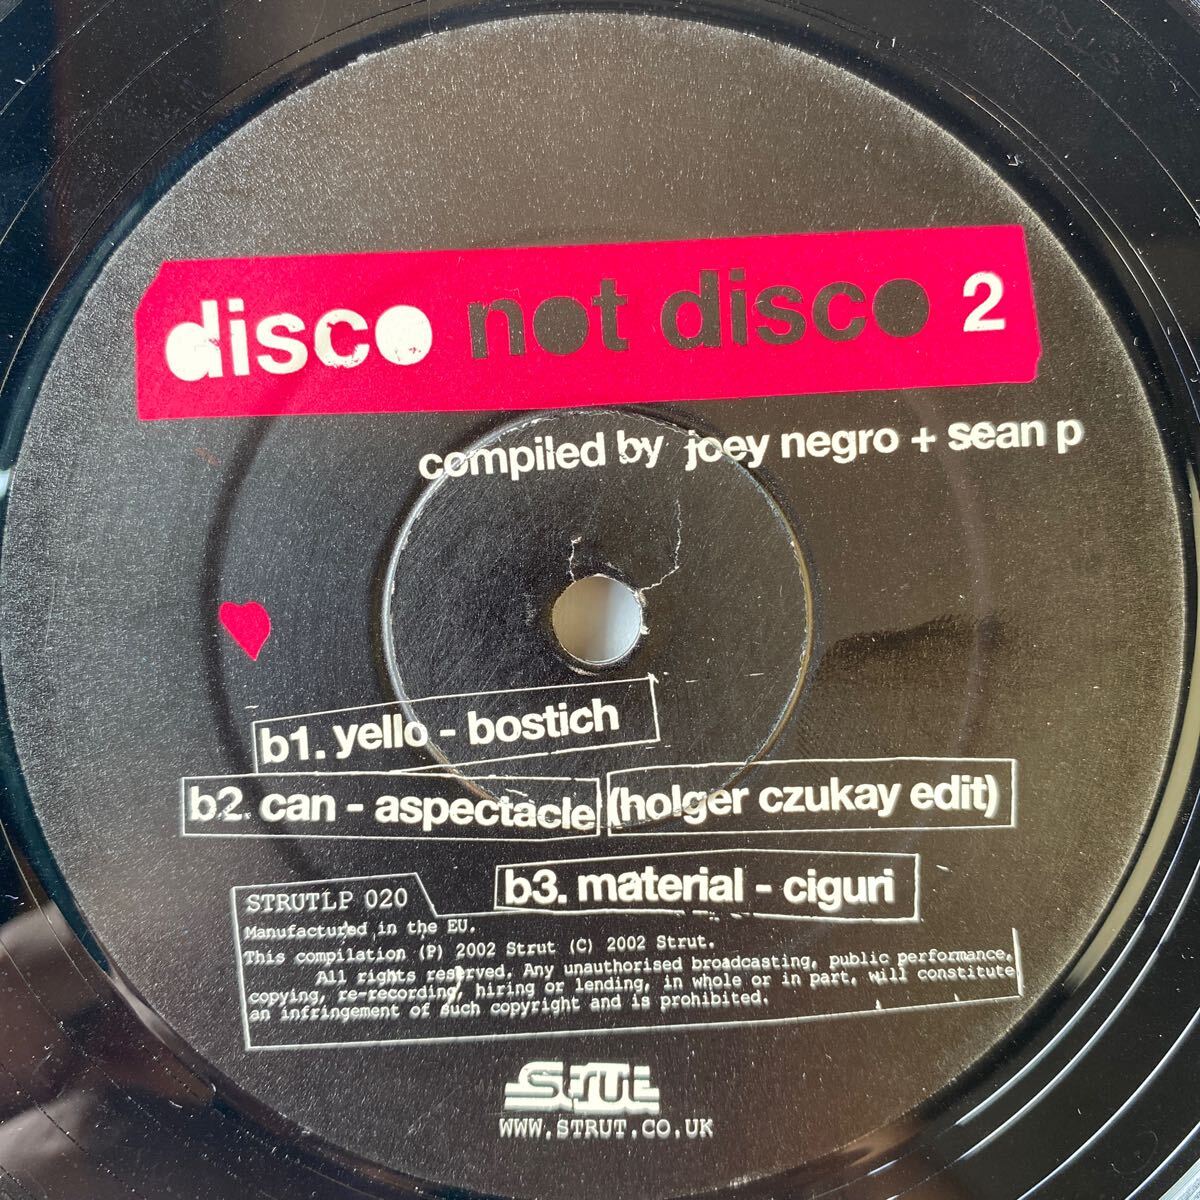 disco not disco 2
compiled by joey negro + sean p
b1. yello - bostich
b2. can - aspectacle (holger czukay edit)
b3. material - ciguri
STRUTLP 020
Manufactured in the EU.
This compilation (P) 2002 Strut (C) 2002 Strut.
All rights reserved. Any unauthorised broadcasting, public performance,
copying, re-recording, hiring or lending, in whole or in part, will constitute
an infringement of such copyright and is prohibited.
STRUT
WWW.STRUT.CO.UK